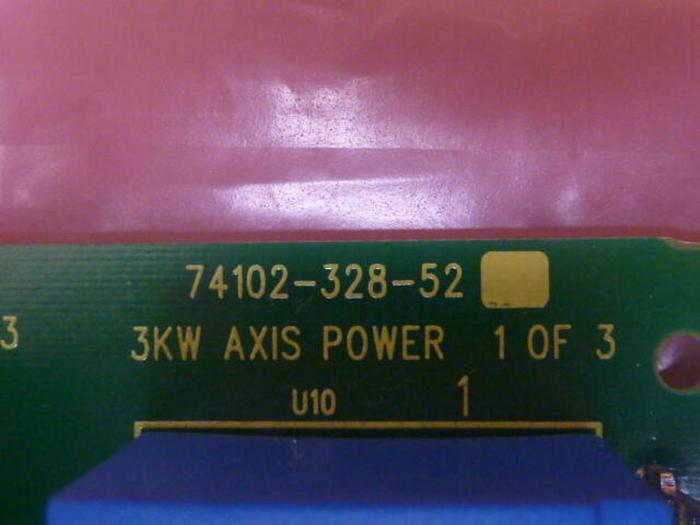 74102-328-52
3
3KW AXIS POWER 1 OF 3
U10 1